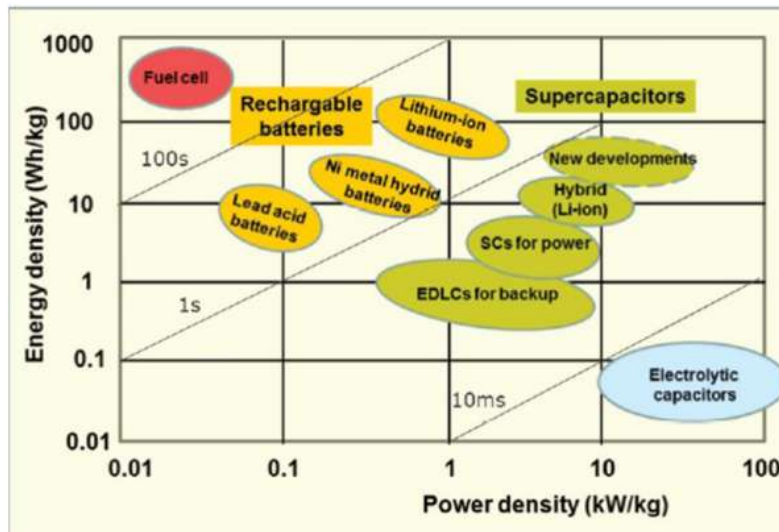 1000
100
10
1
0.1
0.01
Energy density (Wh/kg)
Fuel cell
Rechargable
batteries
Lithium-ion
batteries
Supercapacitors
100s
New developments
Ni metal hydrid
batteries
Hybrid
(Li-ion)
Lead acid
batteries
SCs for power
1s
EDLCs for backup
10ms
Electrolytic
capacitors
0.01
0.1
1
10
100
Power density (kW/kg)